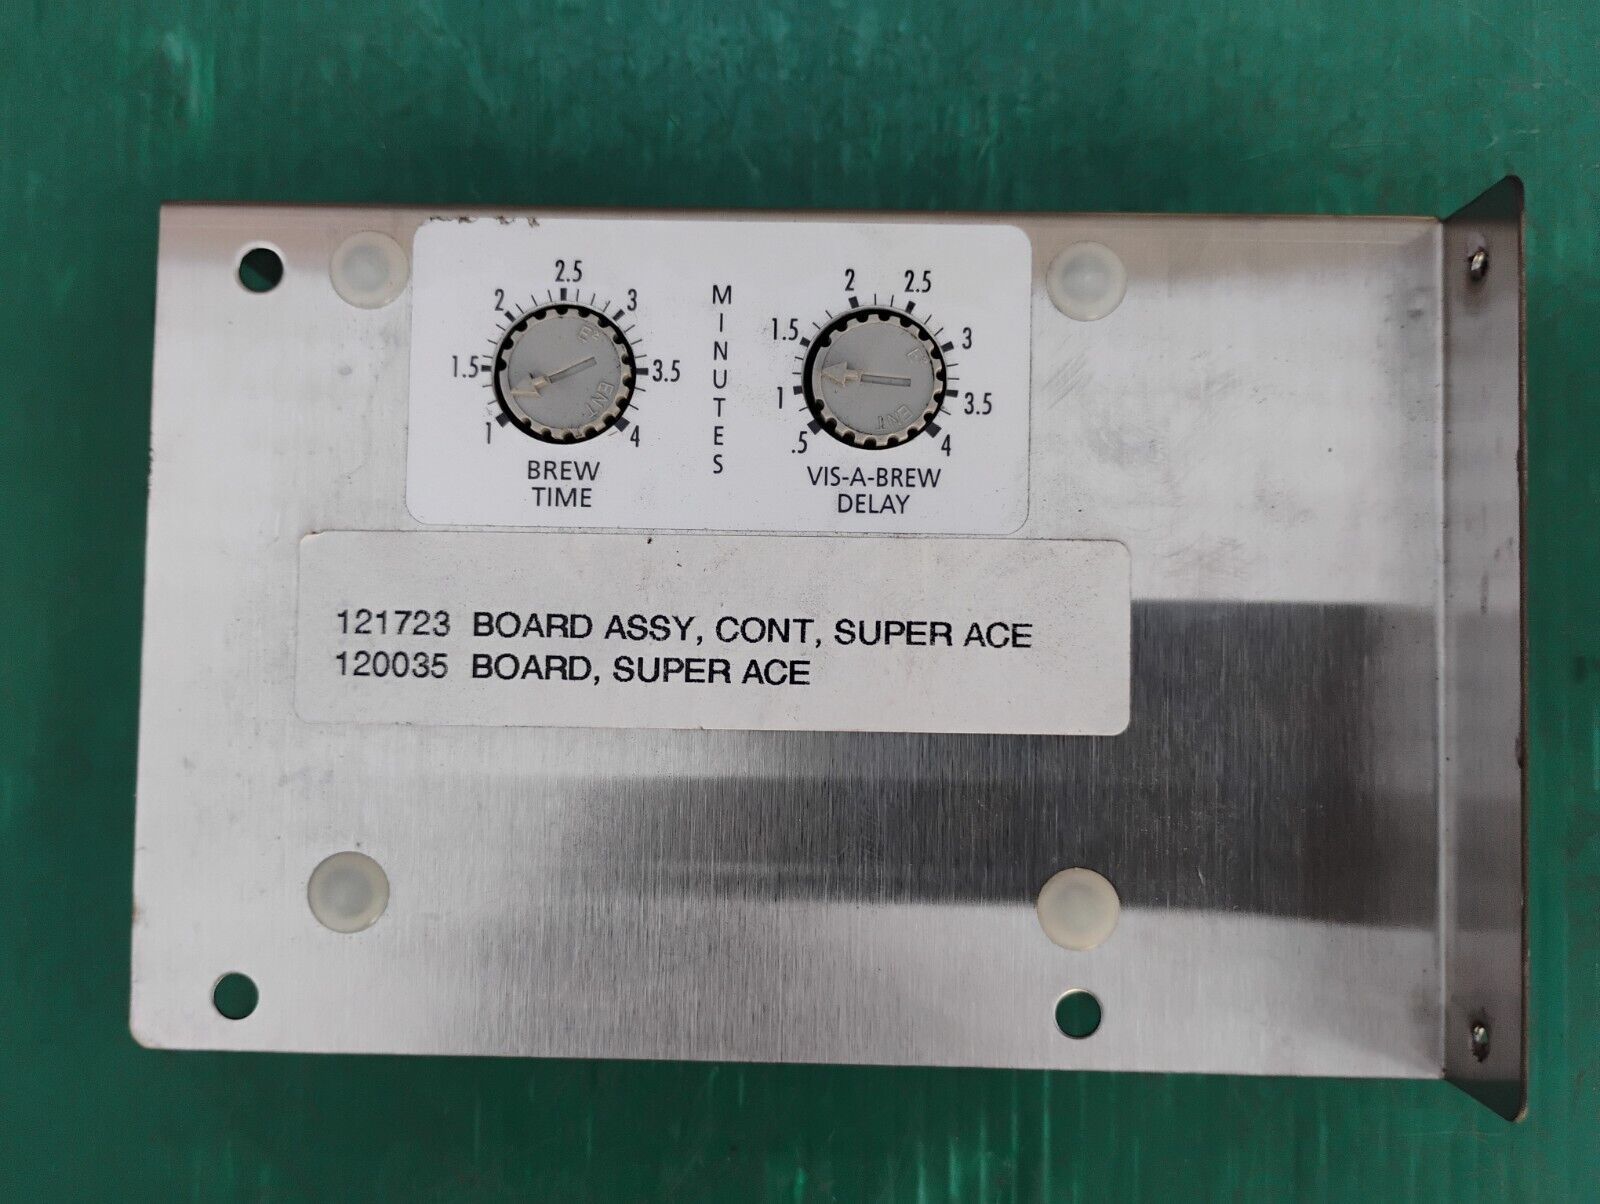 2.5
2 3
1.5 3.5
1 4
BREW
TIME
MINUTES
2 2.5
1.5 3
1 3.5
.5 4
VIS-A-BREW
DELAY
121723 BOARD ASSY, CONT, SUPER ACE
120035 BOARD, SUPER ACE